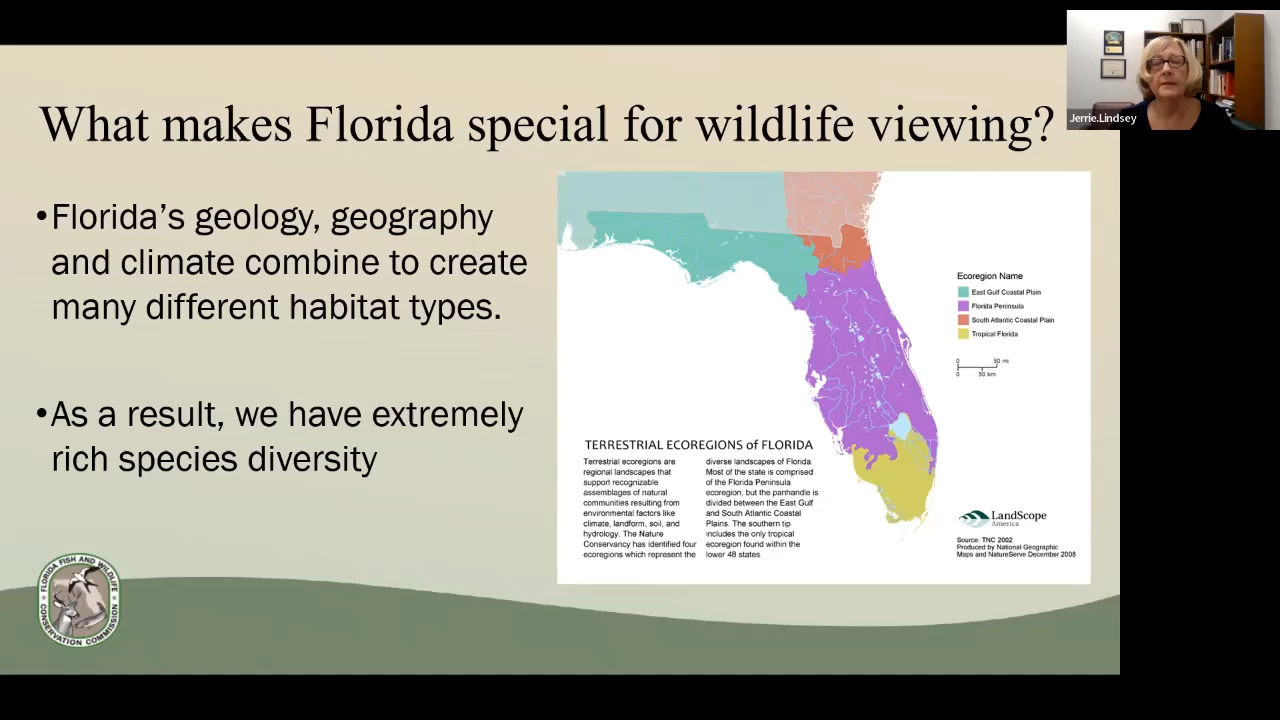 What makes Florida special for wildlife viewing?
Jerrie.Lindsey
•Florida's geology, geography
and climate combine to create
many different habitat types.
•As a result, we have extremely
rich species diversity
Ecoregion Name
East Gulf Coastal Plain
Florida Peninsula
South Atlantic Coastal Plain
Tropical Florida
0 50 mi
0 50 km
TERRESTRIAL ECOREGIONS of FLORIDA
Terrestrial ecoregions are
regional landscapes that
support recognizable
assemblages of natural
communities resulting from
environmental factors like
climate, landform, soil, and
hydrology. The Nature
Conservancy has identified four
ecoregions which represent the
diverse landscapes of Florida.
Most of the state is comprised
of the Florida Peninsula
ecoregion, but the panhandle is
divided between the East Gulf
and South Atlantic Coastal
Plains. The southern tip
includes the only tropical
ecoregion found within the
lower 48 states.
LandScope
America
Source: TNC 2002
Produced by National Geographic
Maps and NatureServe December 2008
FLORIDA FISH AND WILDLIFE
CONSERVATION COMMISSION